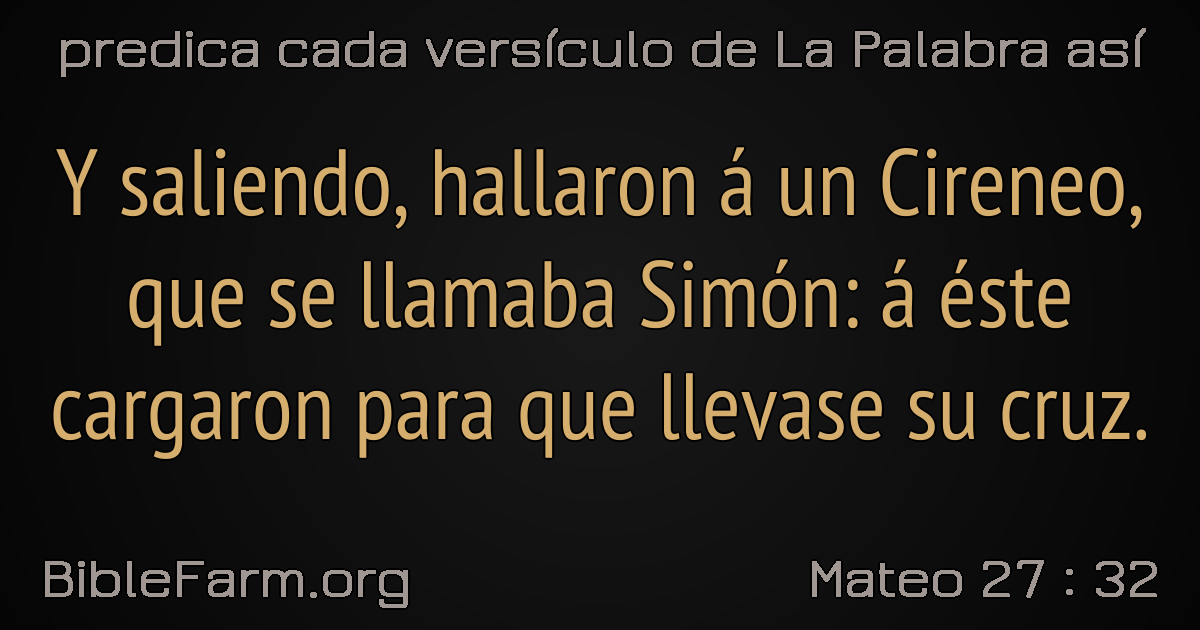 predica cada versículo de La Palabra así
Y saliendo, hallaron á un Cireneo,
que se llamaba Simón: á éste
cargaron para que llevase su cruz.
BibleFarm.org
Mateo 27 : 32